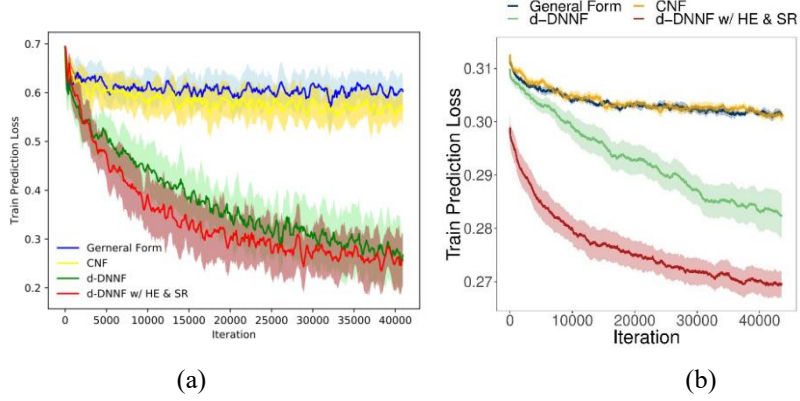 General Form
CNF
d-DNNF
d-DNNF w/ HE & SR
0.7
0.6
0.5
0.4
0.3
0.2
Train Prediction Loss
Gerneral Form
CNF
d-DNNF
d-DNNF w/ HE & SR
0 5000 10000 15000 20000 25000 30000 35000 40000
Iteration
0.31
0.30
0.29
0.28
0.27
Train Prediction Loss
0 10000 20000 30000 40000
Iteration
(a)
(b)